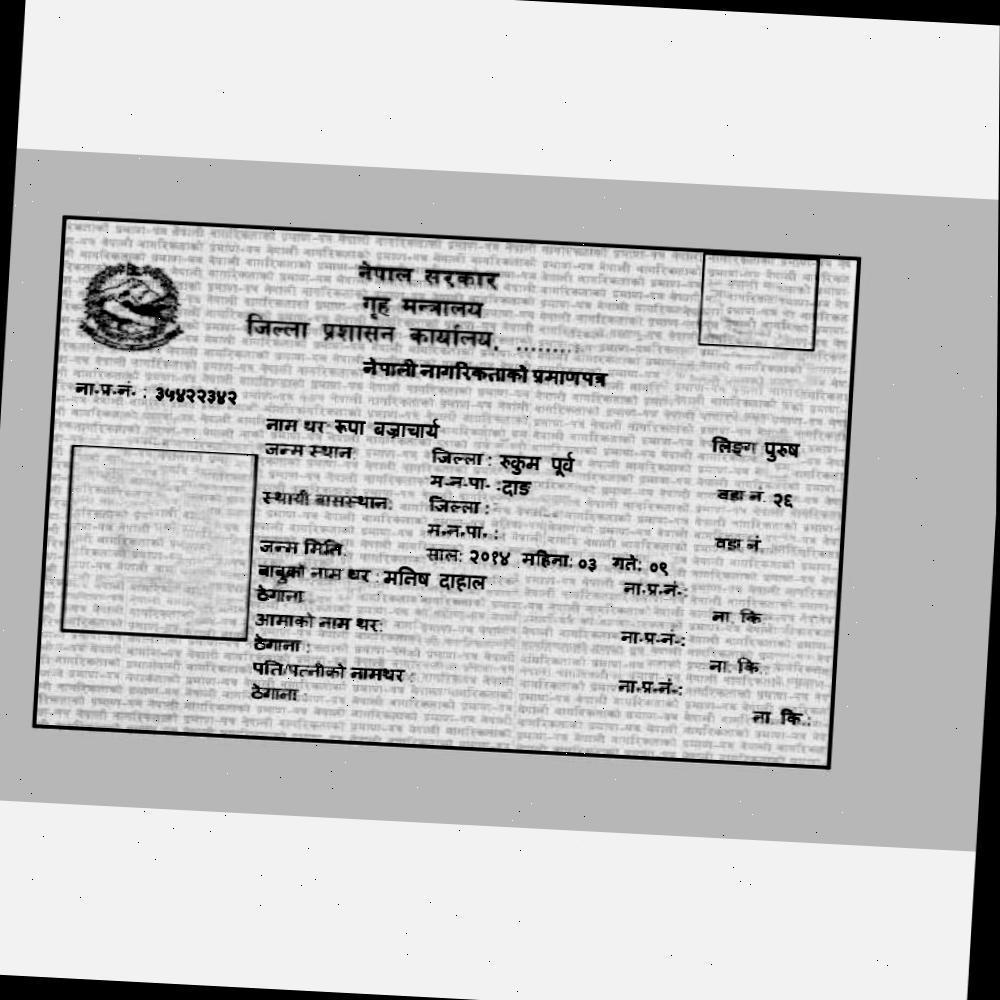 नेपाल सरकार
गृह मन्त्रालय
जिल्ला प्रशासन कार्यालय. ........
नेपाली नागरिकताको प्रमाणपत्र
ना.प्र.नं. : ३५४२२३४२
नाम थर: रूपा बज्राचार्य लिङ्ग पुरुष
जन्म स्थान: जिल्ला : रुकुम पूर्व
म.न.पा. :दाङ वडा नं. २६
स्थायी बासस्थान: जिल्ला :
म.न.पा. : वडा नं.
जन्म मिति: साल: २०१४ महिना: ०३ गते: ०९
बाबुको नाम थर : मनिष दाहाल ना.प्र.नं.:
ठेगाना : ना. कि.
आमाको नाम थर: ना.प्र.नं.:
ठेगाना : ना. कि.
पति/पत्नीको नामथर : ना.प्र.नं.:
ठेगाना : ना. कि.: